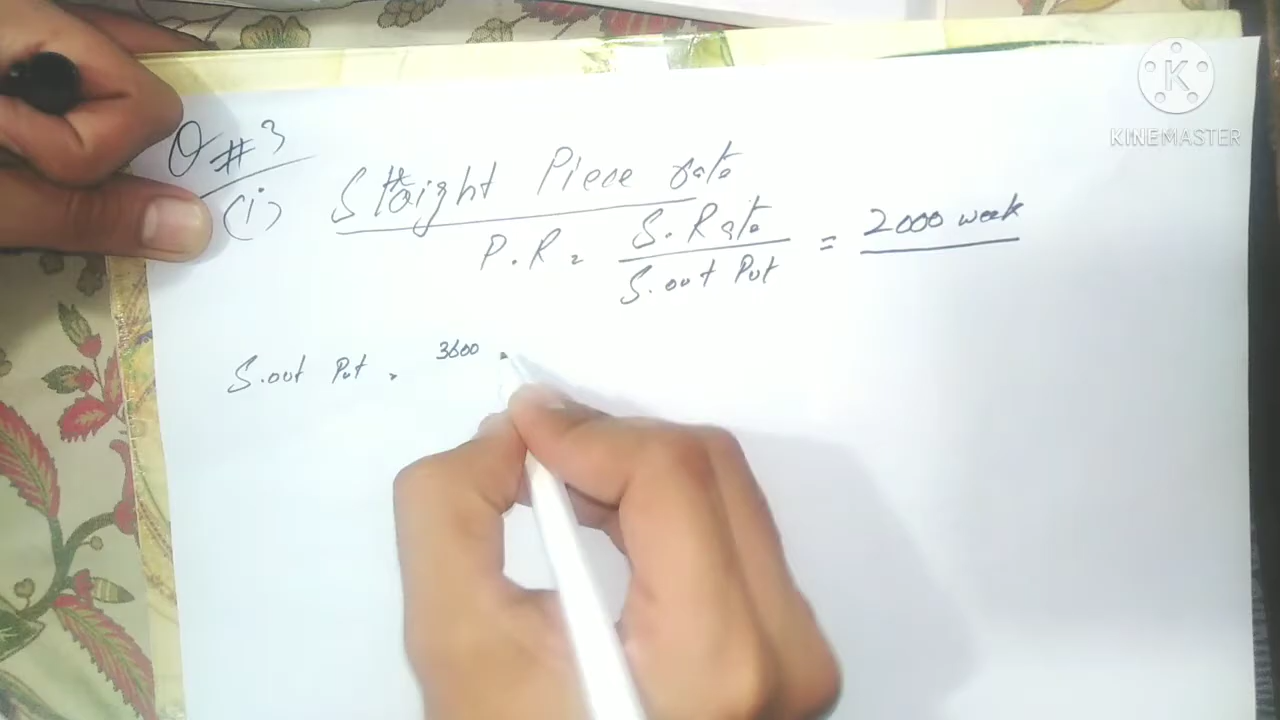 Q#3
(i) Straight Piece rate
P.R = S.Rate / S.out Put = 2000 week
S.out Put = 3600
K
KINEMASTER